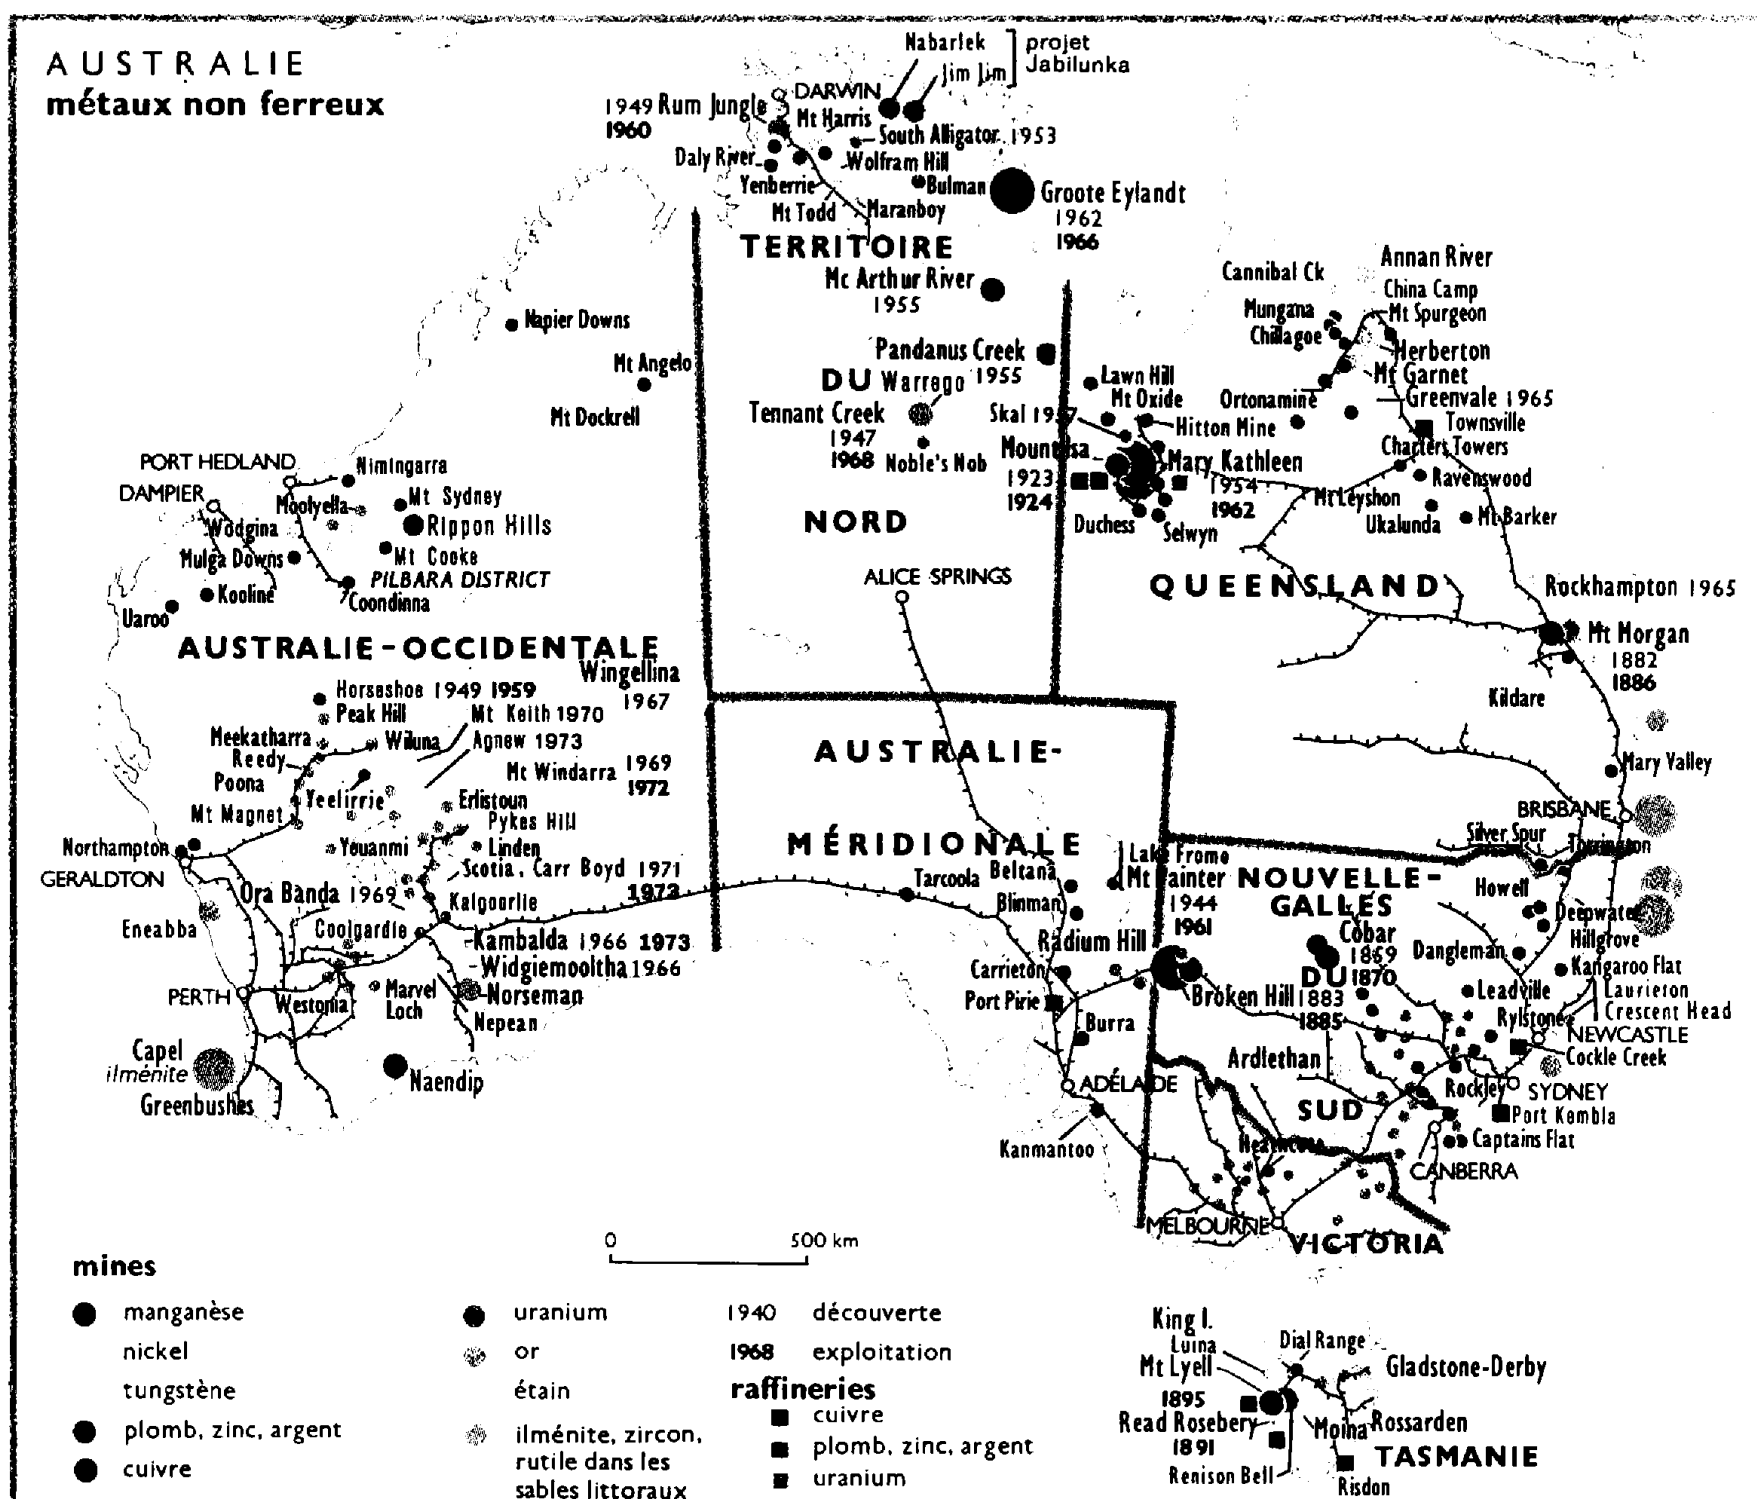 AUSTRALIE
métaux non ferreux
Nabarlek
Jim Jim
projet
Jabilunka
DARWIN
1949 Rum Jungle
1960
Mt Harris
South Alligator 1953
Daly River
Wolfram Hill
Yenberrie
Bulman
Mt Todd
Maranboy
Groote Eylandt
1962
1966
TERRITOIRE
Mc Arthur River
1955
Cannibal Ck
Annan River
China Camp
Mungana
Mt Spurgeon
Chillagoe
Napier Downs
Herberton
Mt Angelo
Pandanus Creek
1955
Mt Garnet
DU
Warrego
Lawn Hill
Mt Oxide
Ortonamine
Greenvale 1965
Mt Dockrell
Tennant Creek
1947
1968
Skal 1957
Hitton Mine
Townsville
Noble's Nob
Mount Isa
1923
1924
Mary Kathleen
1954
1962
Charters Towers
Ravenswood
PORT HEDLAND
Nimingarra
DAMPIER
Moolyella
Mt Sydney
Mt Leyshon
Wodgina
Rippon Hills
NORD
Duchess
Selwyn
Ukalunda
Mt Barker
Mulga Downs
Mt Cooke
PILBARA DISTRICT
ALICE SPRINGS
QUEENSLAND
Rockhampton 1965
Kooline
Coondinna
Uaroo
Mt Morgan
1882
1886
AUSTRALIE-OCCIDENTALE
Wingellina
1967
Kildare
Horseshoe 1949 1959
Peak Hill
Mt Keith 1970
Meekatharra
Wiluna
Agnew 1973
Reedy
Mt Windarra 1969
1972
AUSTRALIE-
Mary Valley
Poona
Yeelirrie
Erlistoun
Mt Magnet
Pykes Hill
BRISBANE
Youanmi
Linden
MÉRIDIONALE
Silver Spur
Torrington
Northampton
Scotia. Carr Boyd 1971
1973
Beltana
Lake Frome
Mt Painter
1944
1961
NOUVELLE-
GALLES
Howell
GERALDTON
Ora Banda 1969
Tarcoola
Kalgoorlie
Blinman
Deepwater
Eneabba
Coolgardie
Kambalda 1966 1973
Radium Hill
Cobar
1869
1870
Dangleman
Hillgrove
Widgiemooltha 1966
Carrieton
DU
Kangaroo Flat
PERTH
Westonia
Marvel
Loch
Norseman
Port Pirie
Broken Hill 1883
1885
Leadville
Laurieton
Crescent Head
Nepean
Burra
Rylstone
NEWCASTLE
Capel
ilménite
Ardlethan
Cockle Creek
Naendip
ADÉLAIDE
Rockley
SYDNEY
Greenbushes
SUD
Port Kembla
Kanmantoo
Heathcote
Captains Flat
CANBERRA
MELBOURNE
VICTORIA
0 500 km
mines
manganèse
nickel
tungstène
plomb, zinc, argent
cuivre
uranium
or
étain
ilménite, zircon,
rutile dans les
sables littoraux
1940 découverte
1968 exploitation
raffineries
cuivre
plomb, zinc, argent
uranium
King I.
Luina
Dial Range
Mt Lyell
1895
Gladstone-Derby
Read Rosebery
1891
Moina
Rossarden
TASMANIE
Renison Bell
Risdon